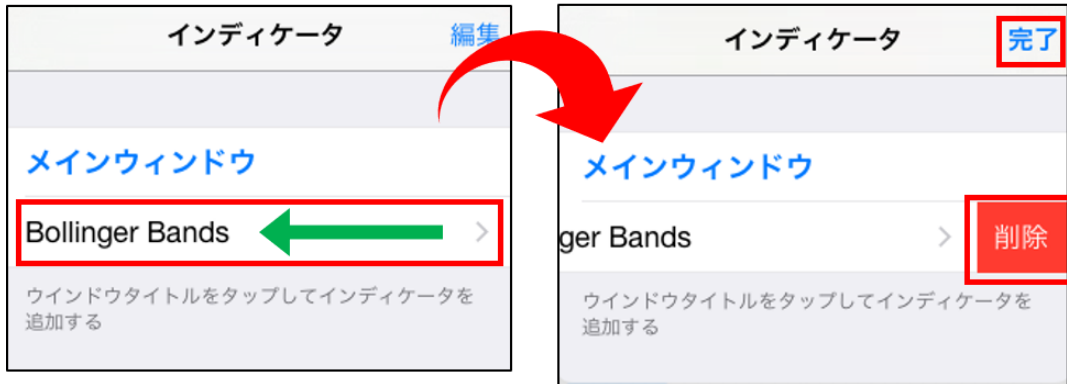 インディケータ 編集
メインウィンドウ
Bollinger Bands
ウインドウタイトルをタップしてインディケータを
追加する
インディケータ 完了
メインウィンドウ
ger Bands 削除
ウインドウタイトルをタップしてインディケータを
追加する